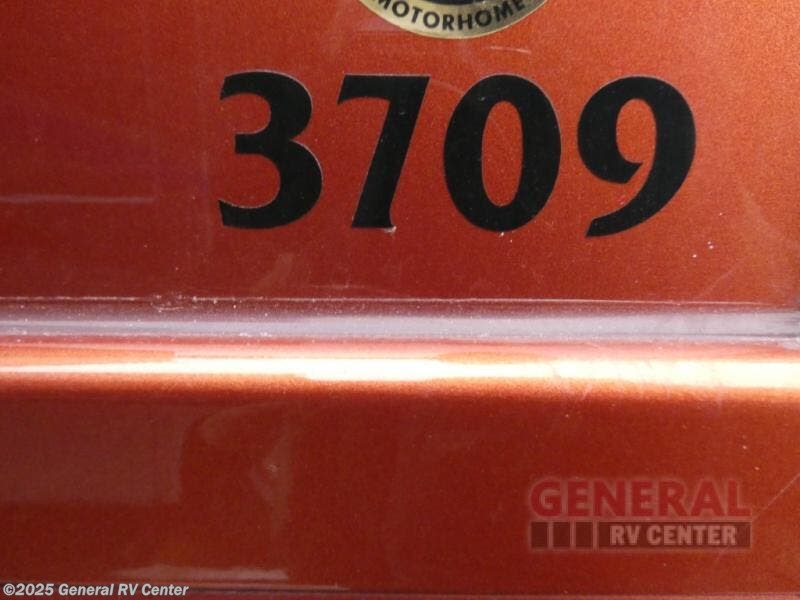 MOTORHOME
3709
GENERAL
RV CENTER
©2025 General RV Center